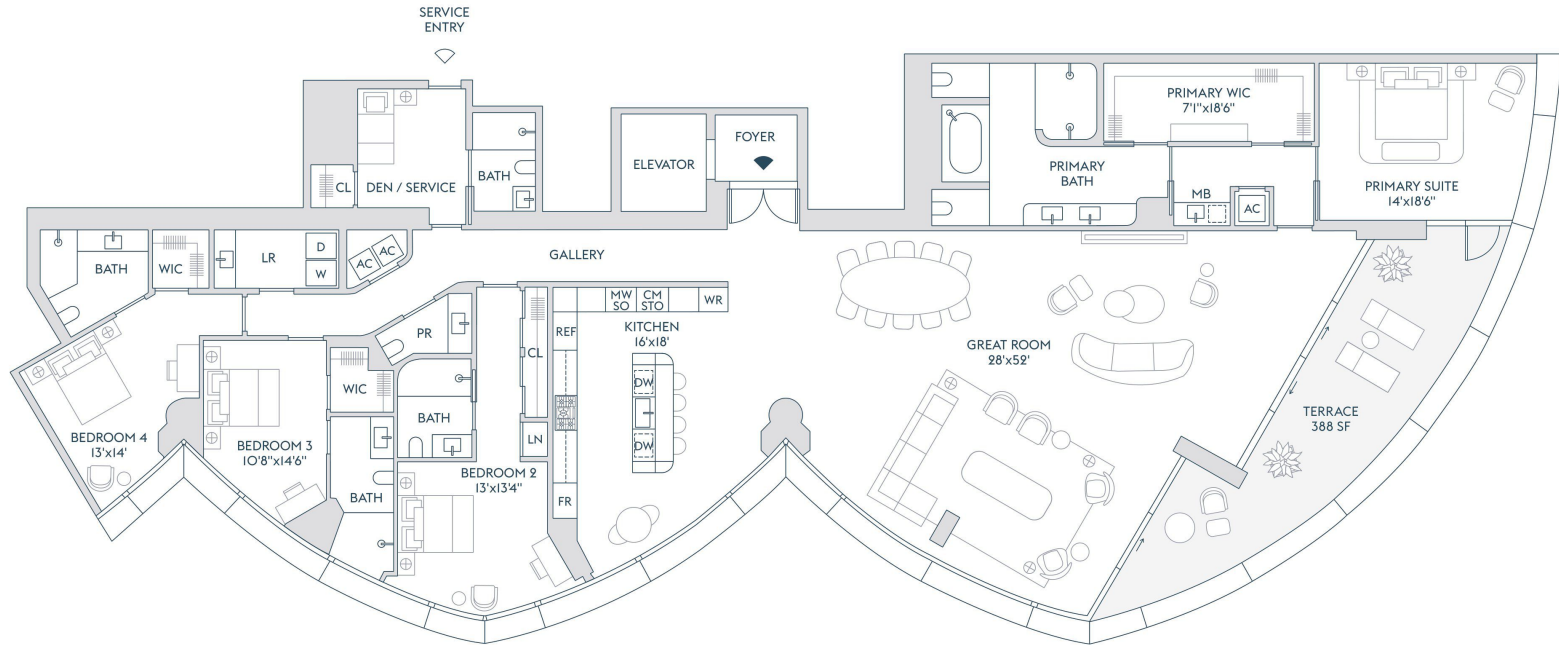 SERVICE
ENTRY
CL
DEN / SERVICE
BATH
ELEVATOR
FOYER
PRIMARY
BATH
PRIMARY WIC
7'1"x18'6"
MB
AC
PRIMARY SUITE
14'x18'6"
BATH
WIC
LR
D
W
AC
AC
GALLERY
PR
CL
LN
MW
SO
CM
STO
WR
REF
KITCHEN
16'x18'
DW
DW
FR
GREAT ROOM
28'x52'
TERRACE
388 SF
BEDROOM 4
13'x14'
BEDROOM 3
10'8"x14'6"
WIC
BATH
BATH
BEDROOM 2
13'x13'4"